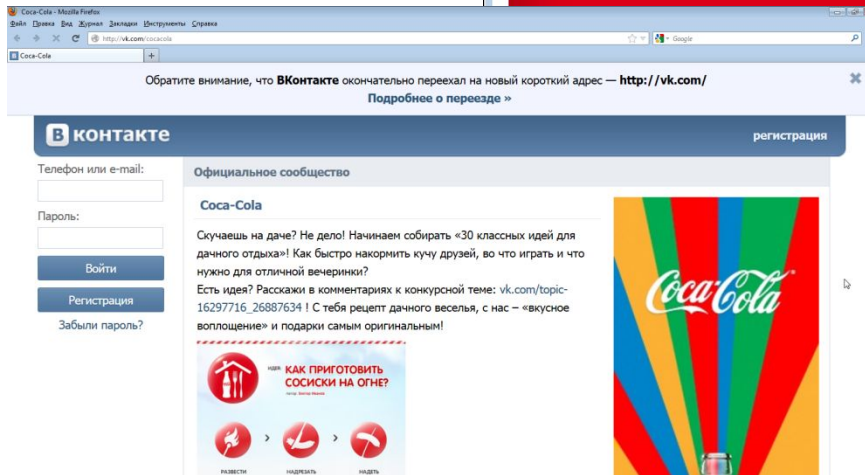 Coca-Cola - Mozilla Firefox
Файл Правка Вид Журнал Закладки Инструменты Справка
http://vk.com/cocacola
Google
Coca-Cola
Обратите внимание, что ВКонтакте окончательно переехал на новый короткий адрес — http://vk.com/
Подробнее о переезде »
В контакте
регистрация
Телефон или e-mail:
Пароль:
Войти
Регистрация
Забыли пароль?
Официальное сообщество
Coca-Cola
Скучаешь на даче? Не дело! Начинаем собирать «30 классных идей для
дачного отдыха»! Как быстро накормить кучу друзей, во что играть и что
нужно для отличной вечеринки?
Есть идея? Расскажи в комментариях к конкурсной теме: vk.com/topic-
16297716_26887634 ! С тебя рецепт дачного веселья, с нас – «вкусное
воплощение» и подарки самым оригинальным!
ИДЕЯ: КАК ПРИГОТОВИТЬ
СОСИСКИ НА ОГНЕ?
РАЗВЕСТИ НАДРЕЗАТЬ НАДЕТЬ
Coca-Cola